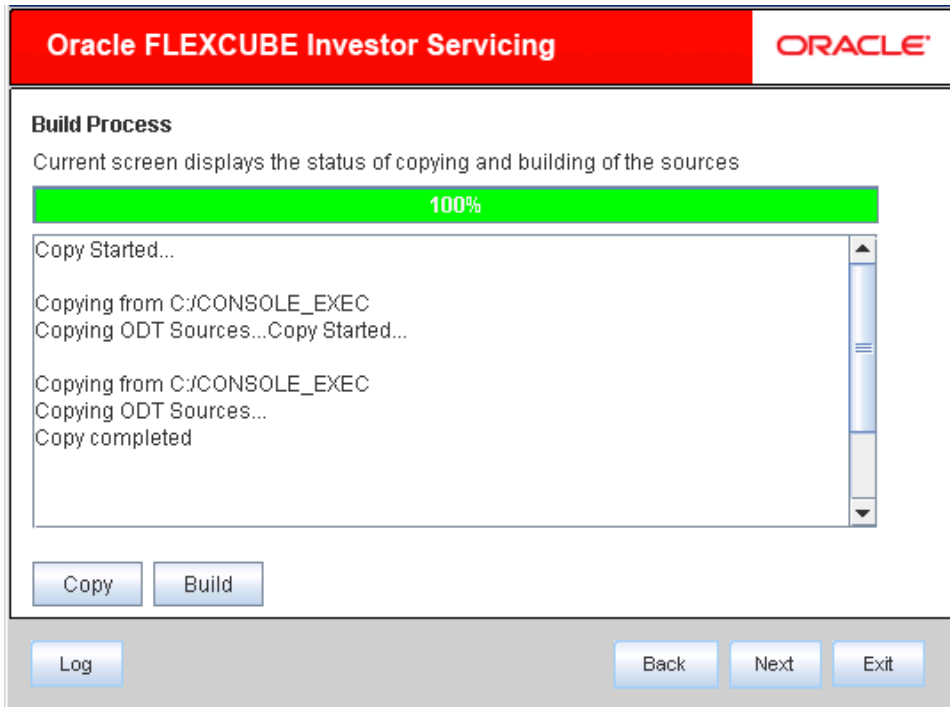 Oracle FLEXCUBE Investor Servicing
ORACLE
Build Process
Current screen displays the status of copying and building of the sources
100%
Copy Started...
Copying from C:/CONSOLE_EXEC
Copying ODT Sources...Copy Started...
Copying from C:/CONSOLE_EXEC
Copying ODT Sources...
Copy completed
Copy Build
Log Back Next Exit